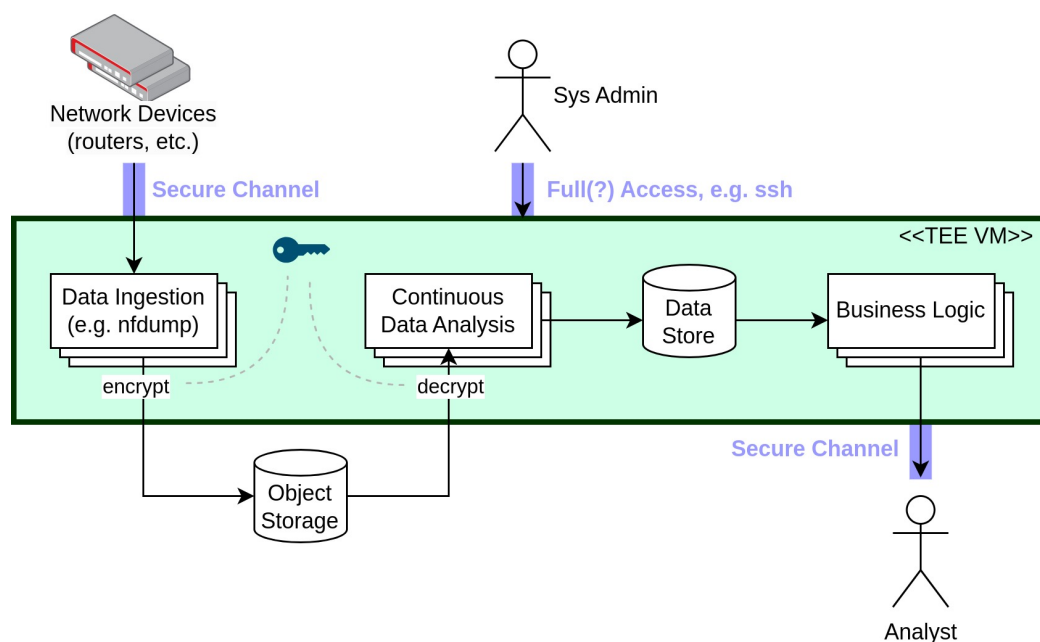 Network Devices
(routers, etc.)
Sys Admin
Secure Channel
Full(?) Access, e.g. ssh
<<TEE VM>>
Data Ingestion
(e.g. nfdump)
Continuous
Data Analysis
Data
Store
Business Logic
encrypt
decrypt
Secure Channel
Object
Storage
Analyst